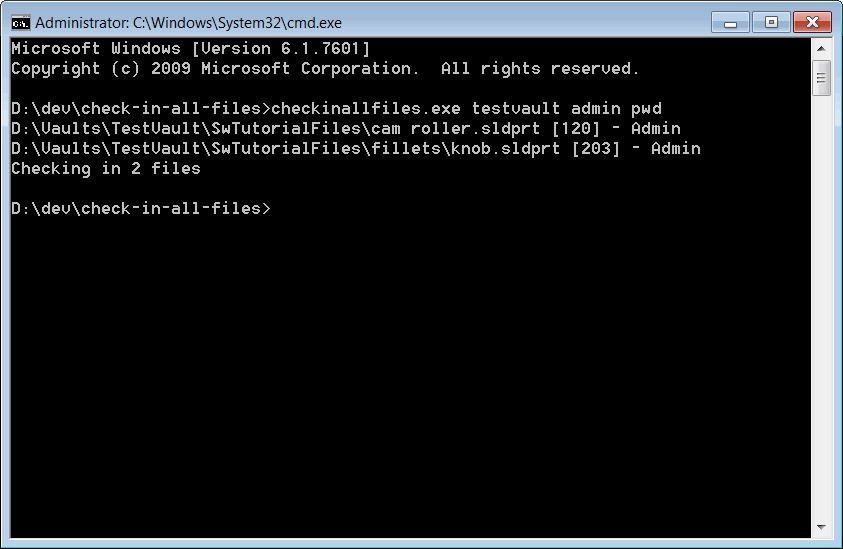 Administrator: C:\Windows\System32\cmd.exe
Microsoft Windows [Version 6.1.7601]
Copyright (c) 2009 Microsoft Corporation.  All rights reserved.
D:\dev\check-in-all-files>checkinallfiles.exe testvault admin pwd
D:\Vaults\TestVault\SwTutorialFiles\cam roller.sldprt [120] - Admin
D:\Vaults\TestVault\SwTutorialFiles\fillets\knob.sldprt [203] - Admin
Checking in 2 files
D:\dev\check-in-all-files>